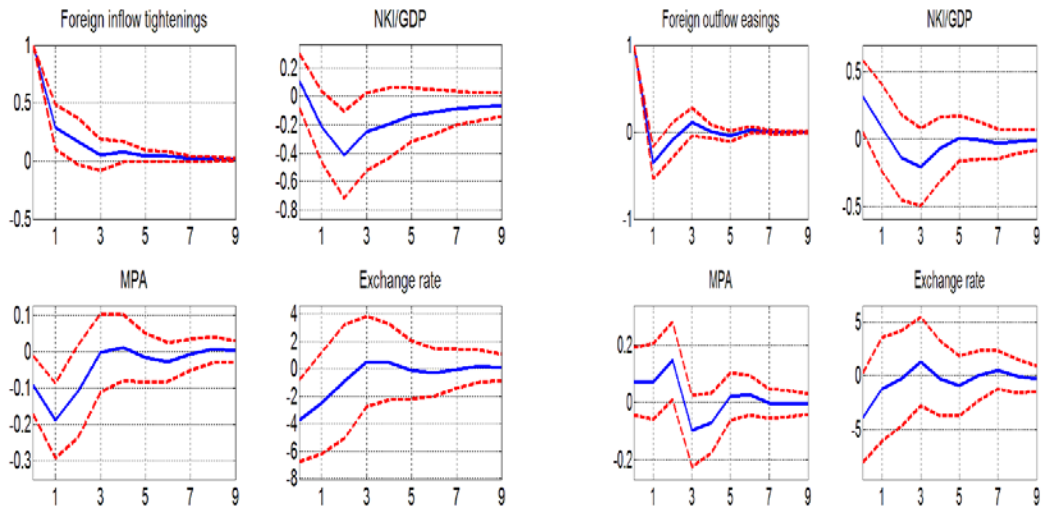 Foreign inflow tightenings
1
0.5
0
-0.5
1 3 5 7 9
NKI/GDP
0.2
0
-0.2
-0.4
-0.6
-0.8
1 3 5 7 9
Foreign outflow easings
1
0
-1
1 3 5 7 9
NKI/GDP
0.5
0
-0.5
1 3 5 7 9
MPA
0.1
0
-0.1
-0.2
-0.3
1 3 5 7 9
Exchange rate
4
2
0
-2
-4
-6
-8
1 3 5 7 9
MPA
0.2
0
-0.2
1 3 5 7 9
Exchange rate
5
0
-5
1 3 5 7 9